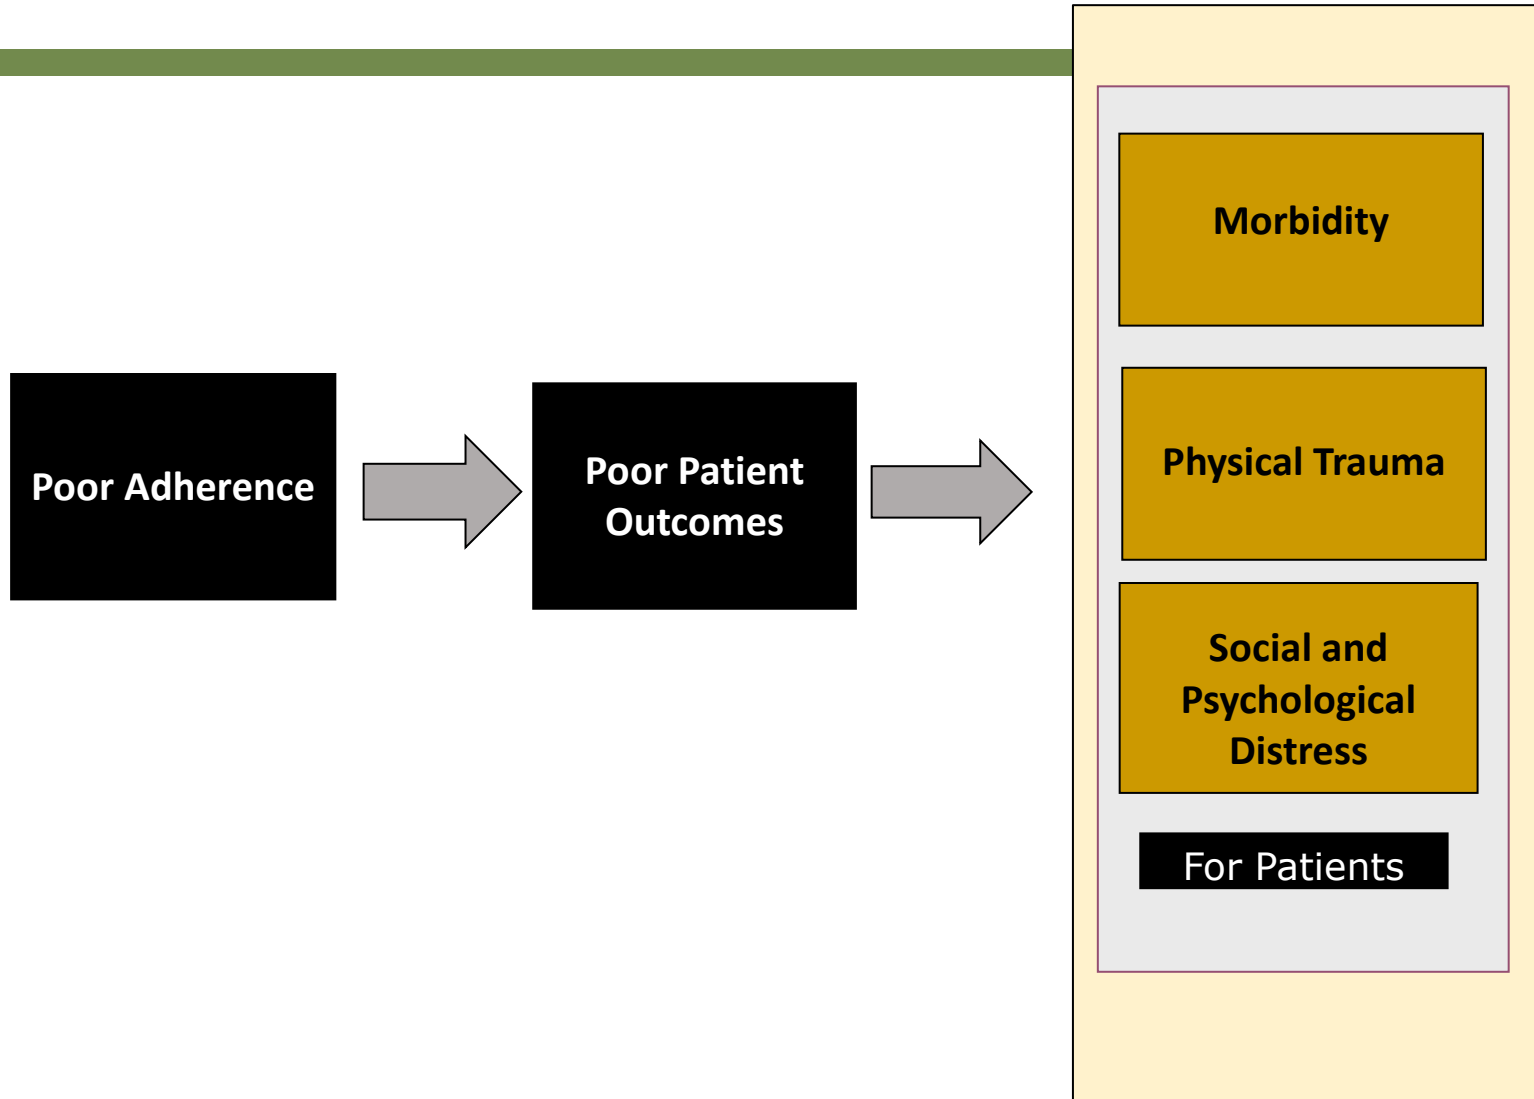 Poor Adherence
Poor Patient
Outcomes
Morbidity
Physical Trauma
Social and
Psychological
Distress
For Patients